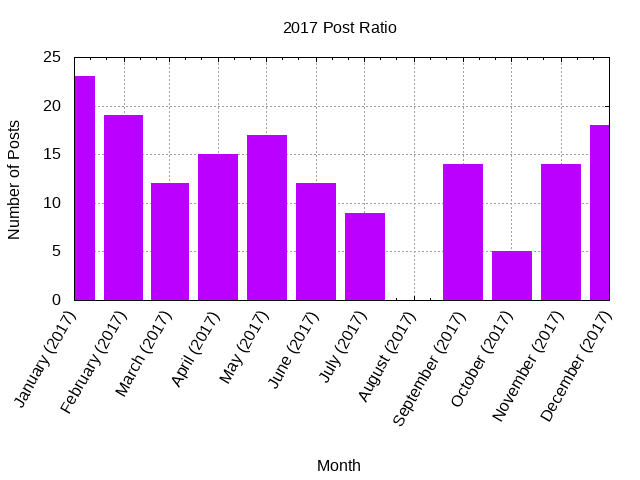 2017 Post Ratio
25
20
15
10
5
0
Number of Posts
January (2017)
February (2017)
March (2017)
April (2017)
May (2017)
June (2017)
July (2017)
August (2017)
September (2017)
October (2017)
November (2017)
December (2017)
Month